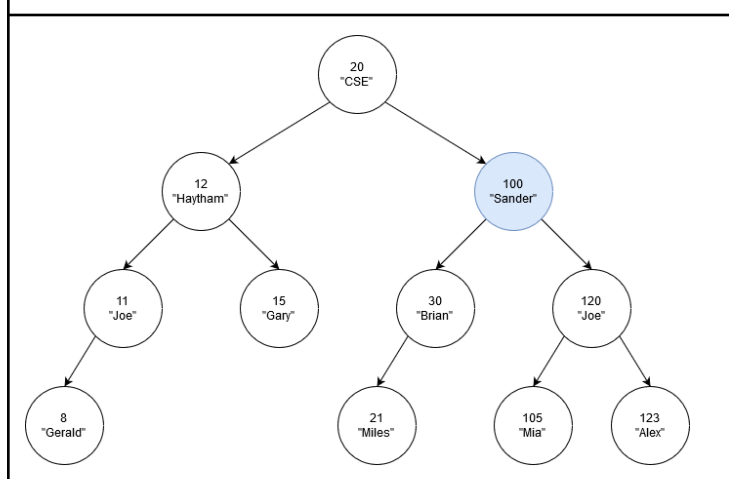 20
"CSE"
12
"Haytham"
100
"Sander"
11
"Joe"
15
"Gary"
30
"Brian"
120
"Joe"
8
"Gerald"
21
"Miles"
105
"Mia"
123
"Alex"